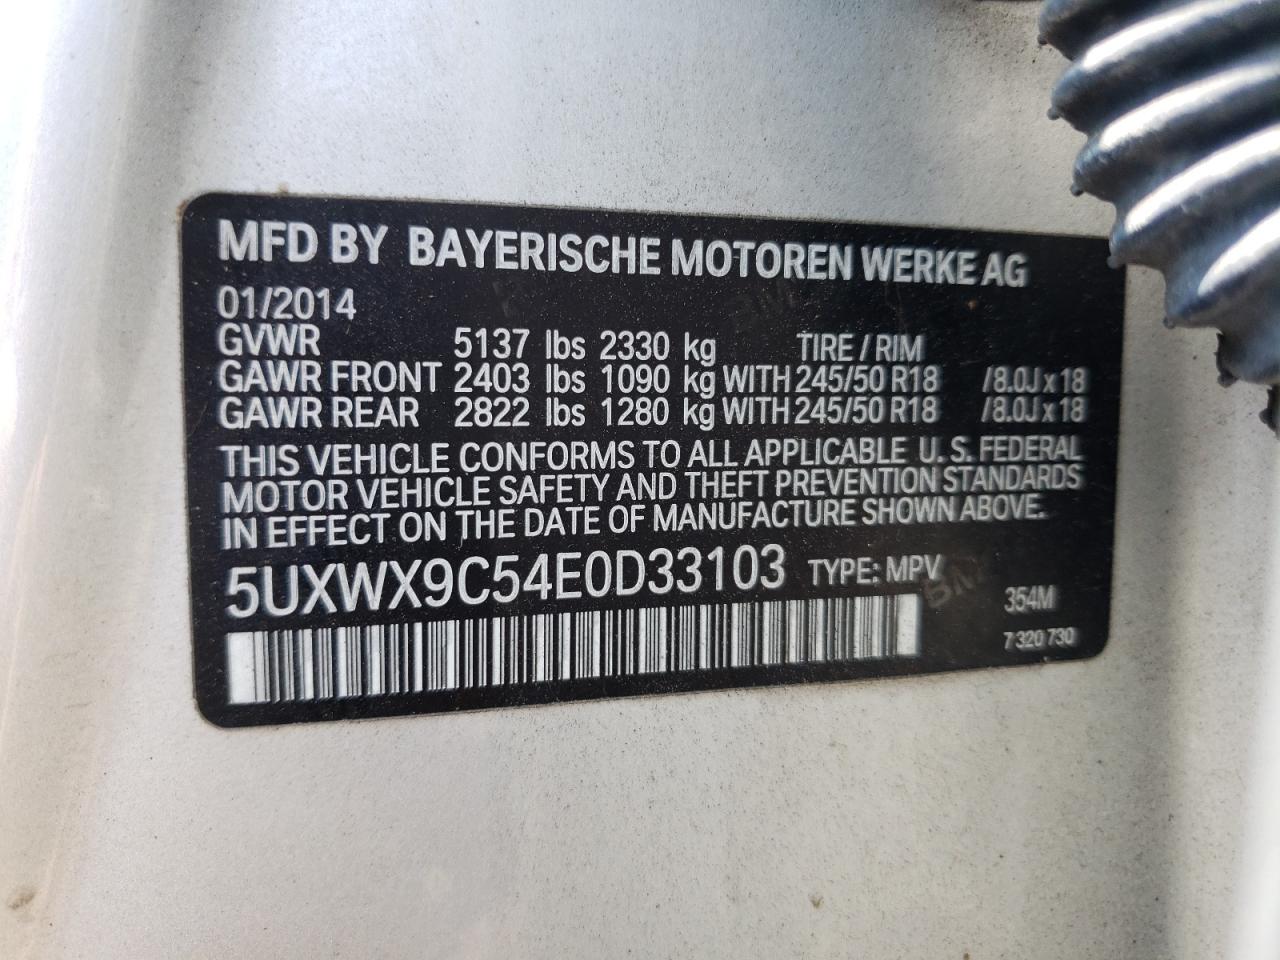 MFD BY BAYERISCHE MOTOREN WERKE AG
01/2014
GVWR 5137 lbs 2330 kg TIRE / RIM
GAWR FRONT 2403 lbs 1090 kg WITH 245/50 R18 /8.0J x 18
GAWR REAR 2822 lbs 1280 kg WITH 245/50 R18 /8.0J x 18
THIS VEHICLE CONFORMS TO ALL APPLICABLE U. S. FEDERAL
MOTOR VEHICLE SAFETY AND THEFT PREVENTION STANDARDS
IN EFFECT ON THE DATE OF MANUFACTURE SHOWN ABOVE.
5UXWX9C54E0D33103 TYPE: MPV
354M
7 320 730